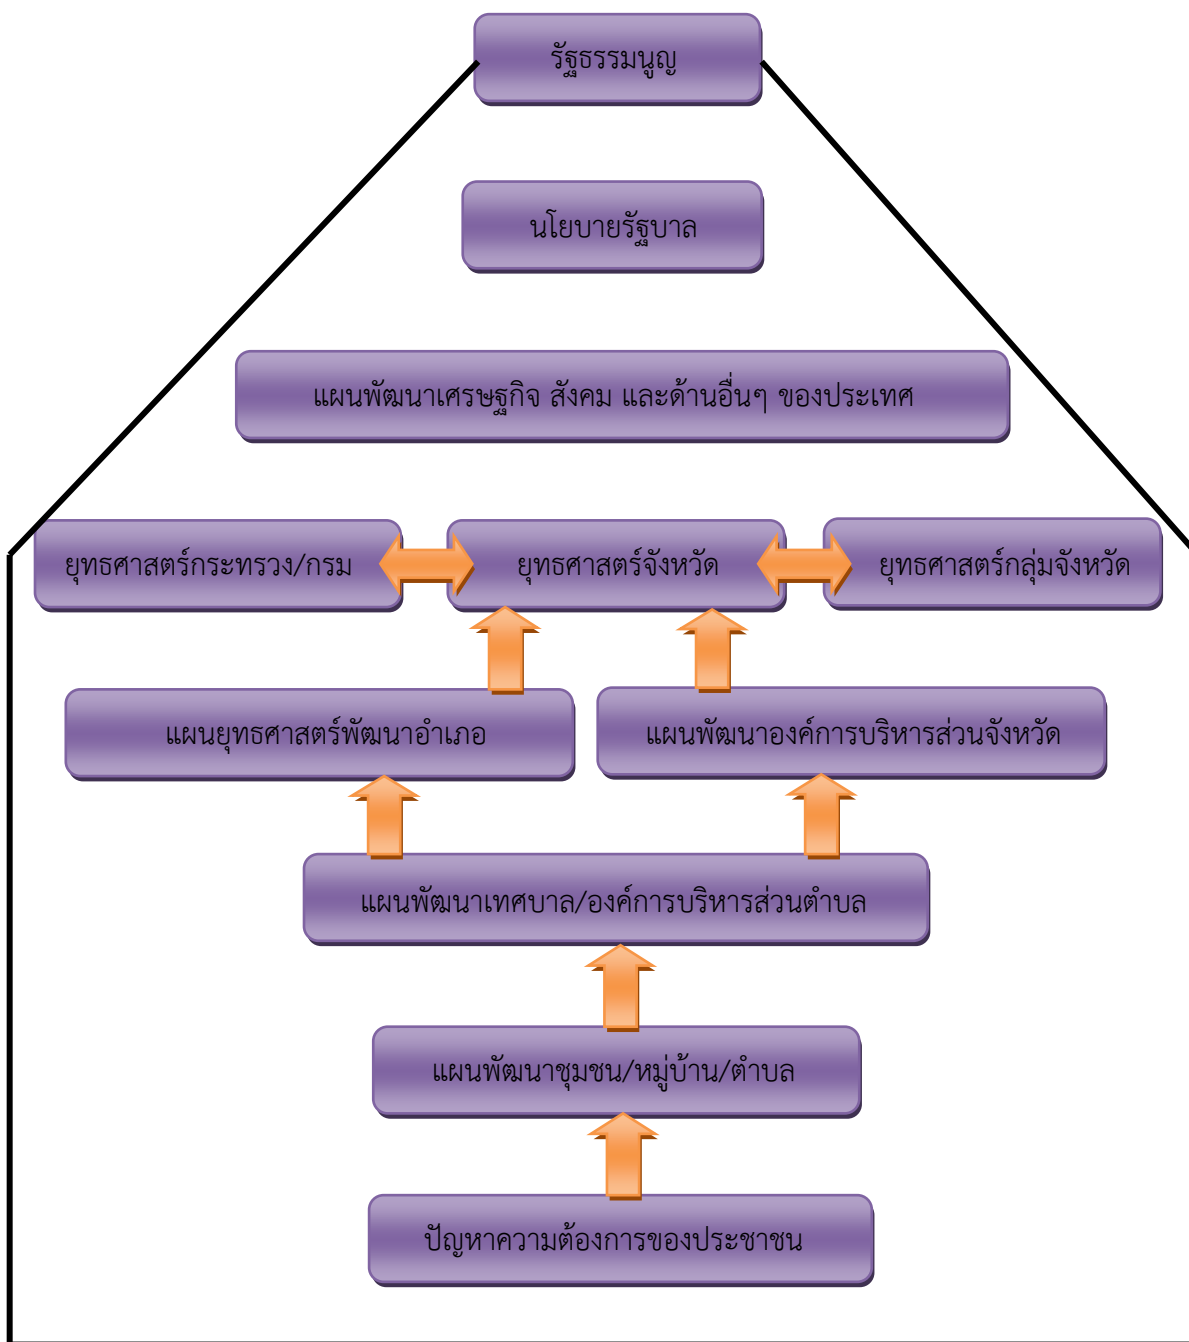 รัฐธรรมนูญ
นโยบายรัฐบาล
แผนพัฒนาเศรษฐกิจ สังคม และด้านอื่นๆ ของประเทศ
ยุทธศาสตร์กระทรวง/กรม
ยุทธศาสตร์จังหวัด
ยุทธศาสตร์กลุ่มจังหวัด
แผนยุทธศาสตร์พัฒนาอำเภอ
แผนพัฒนาองค์การบริหารส่วนจังหวัด
แผนพัฒนาเทศบาล/องค์การบริหารส่วนตำบล
แผนพัฒนาชุมชน/หมู่บ้าน/ตำบล
ปัญหาความต้องการของประชาชน